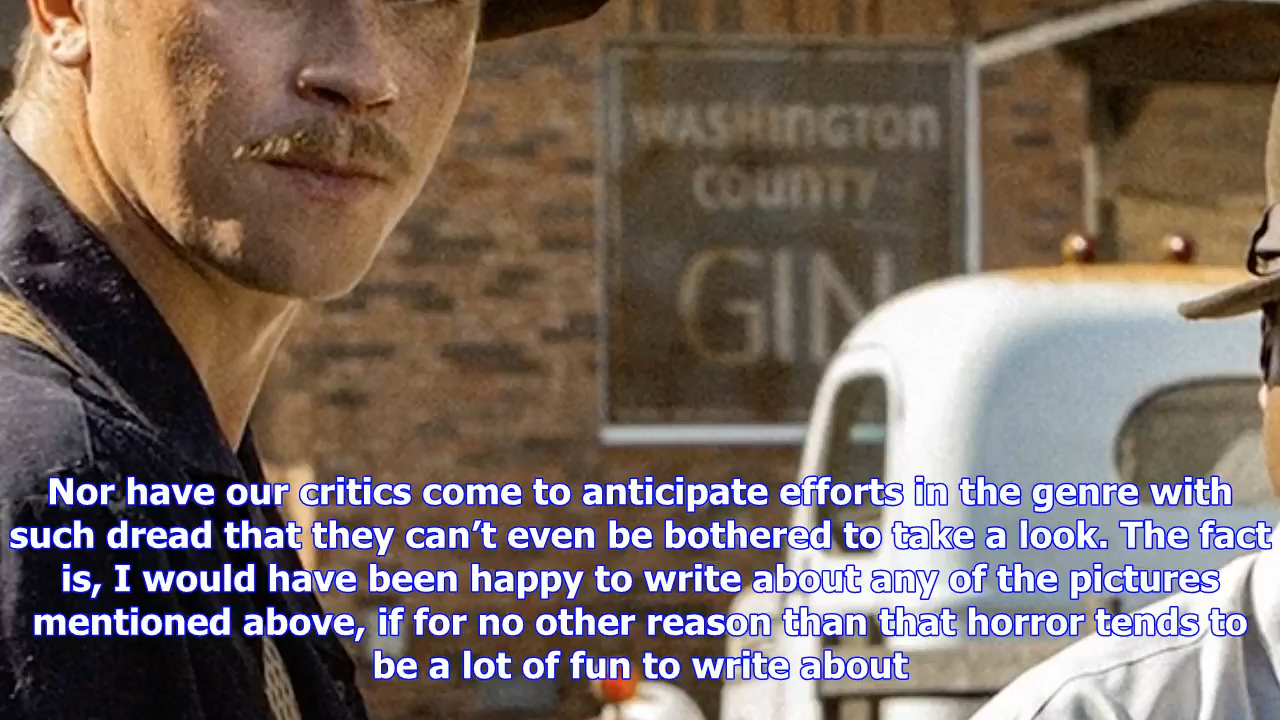 WASHINGTON
COUNTY
GIN
Nor have our critics come to anticipate efforts in the genre with
such dread that they can’t even be bothered to take a look. The fact
is, I would have been happy to write about any of the pictures
mentioned above, if for no other reason than that horror tends to
be a lot of fun to write about